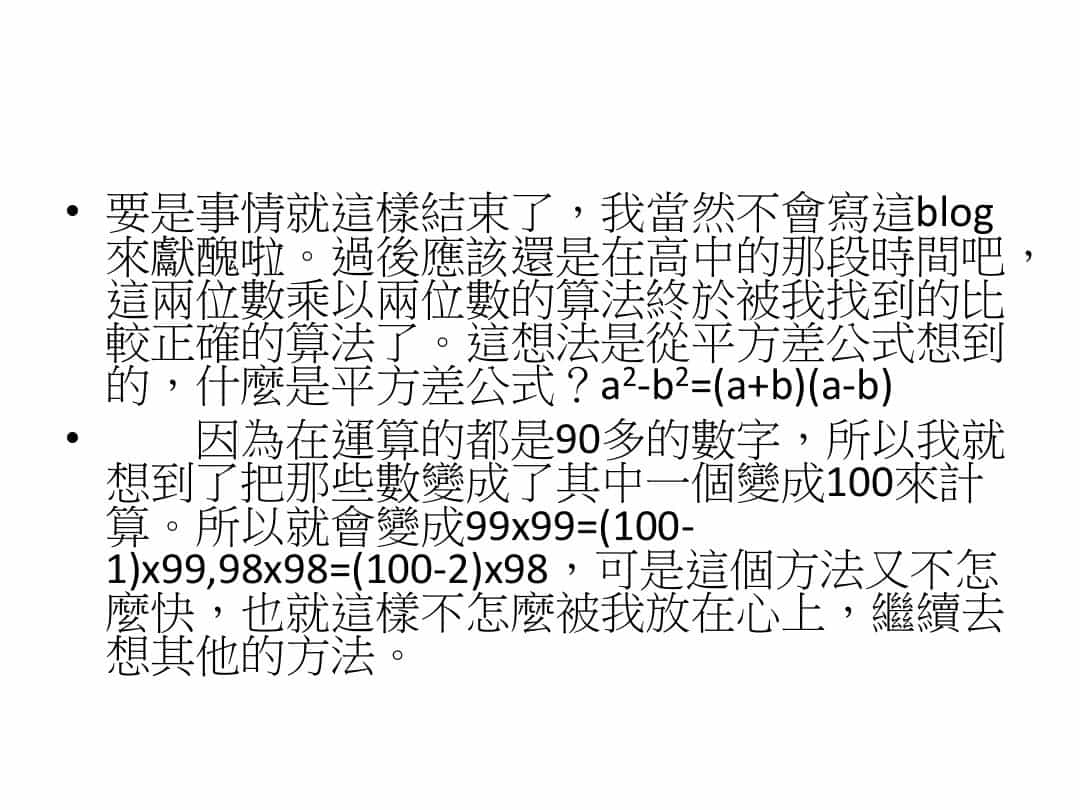 • 要是事情就這樣結束了，我當然不會寫這blog
來獻醜啦。過後應該還是在高中的那段時間吧，
這兩位數乘以兩位數的算法終於被我找到的比
較正確的算法了。這想法是從平方差公式想到
的，什麼是平方差公式？a²-b²=(a+b)(a-b)
• 因為在運算的都是90多的數字，所以我就
想到了把那些數變成了其中一個變成100來計
算。所以就會變成99x99=(100-
1)x99,98x98=(100-2)x98，可是這個方法又不怎
麼快，也就這樣不怎麼被我放在心上，繼續去
想其他的方法。